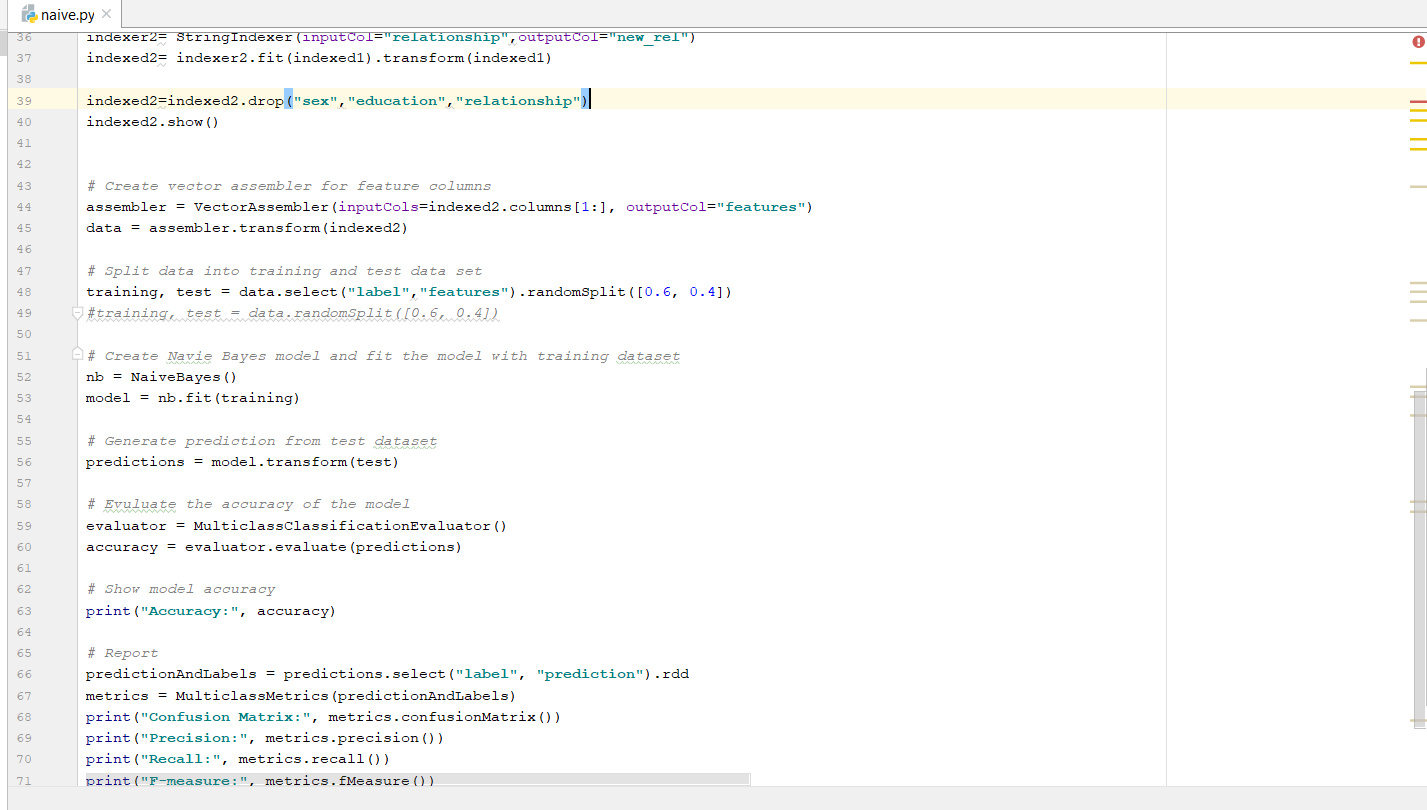 naive.py
36 indexer2= StringIndexer(inputCol="relationship",outputCol="new_rel")
37 indexed2= indexer2.fit(indexed1).transform(indexed1)
38
39 indexed2=indexed2.drop("sex","education","relationship")
40 indexed2.show()
41
42
43 # Create vector assembler for feature columns
44 assembler = VectorAssembler(inputCols=indexed2.columns[1:], outputCol="features")
45 data = assembler.transform(indexed2)
46
47 # Split data into training and test data set
48 training, test = data.select("label","features").randomSplit([0.6, 0.4])
49 #training, test = data.randomSplit([0.6, 0.4])
50
51 # Create Navie Bayes model and fit the model with training dataset
52 nb = NaiveBayes()
53 model = nb.fit(training)
54
55 # Generate prediction from test dataset
56 predictions = model.transform(test)
57
58 # Evuluate the accuracy of the model
59 evaluator = MulticlassClassificationEvaluator()
60 accuracy = evaluator.evaluate(predictions)
61
62 # Show model accuracy
63 print("Accuracy:", accuracy)
64
65 # Report
66 predictionAndLabels = predictions.select("label", "prediction").rdd
67 metrics = MulticlassMetrics(predictionAndLabels)
68 print("Confusion Matrix:", metrics.confusionMatrix())
69 print("Precision:", metrics.precision())
70 print("Recall:", metrics.recall())
71 print("F-measure:", metrics.fMeasure())